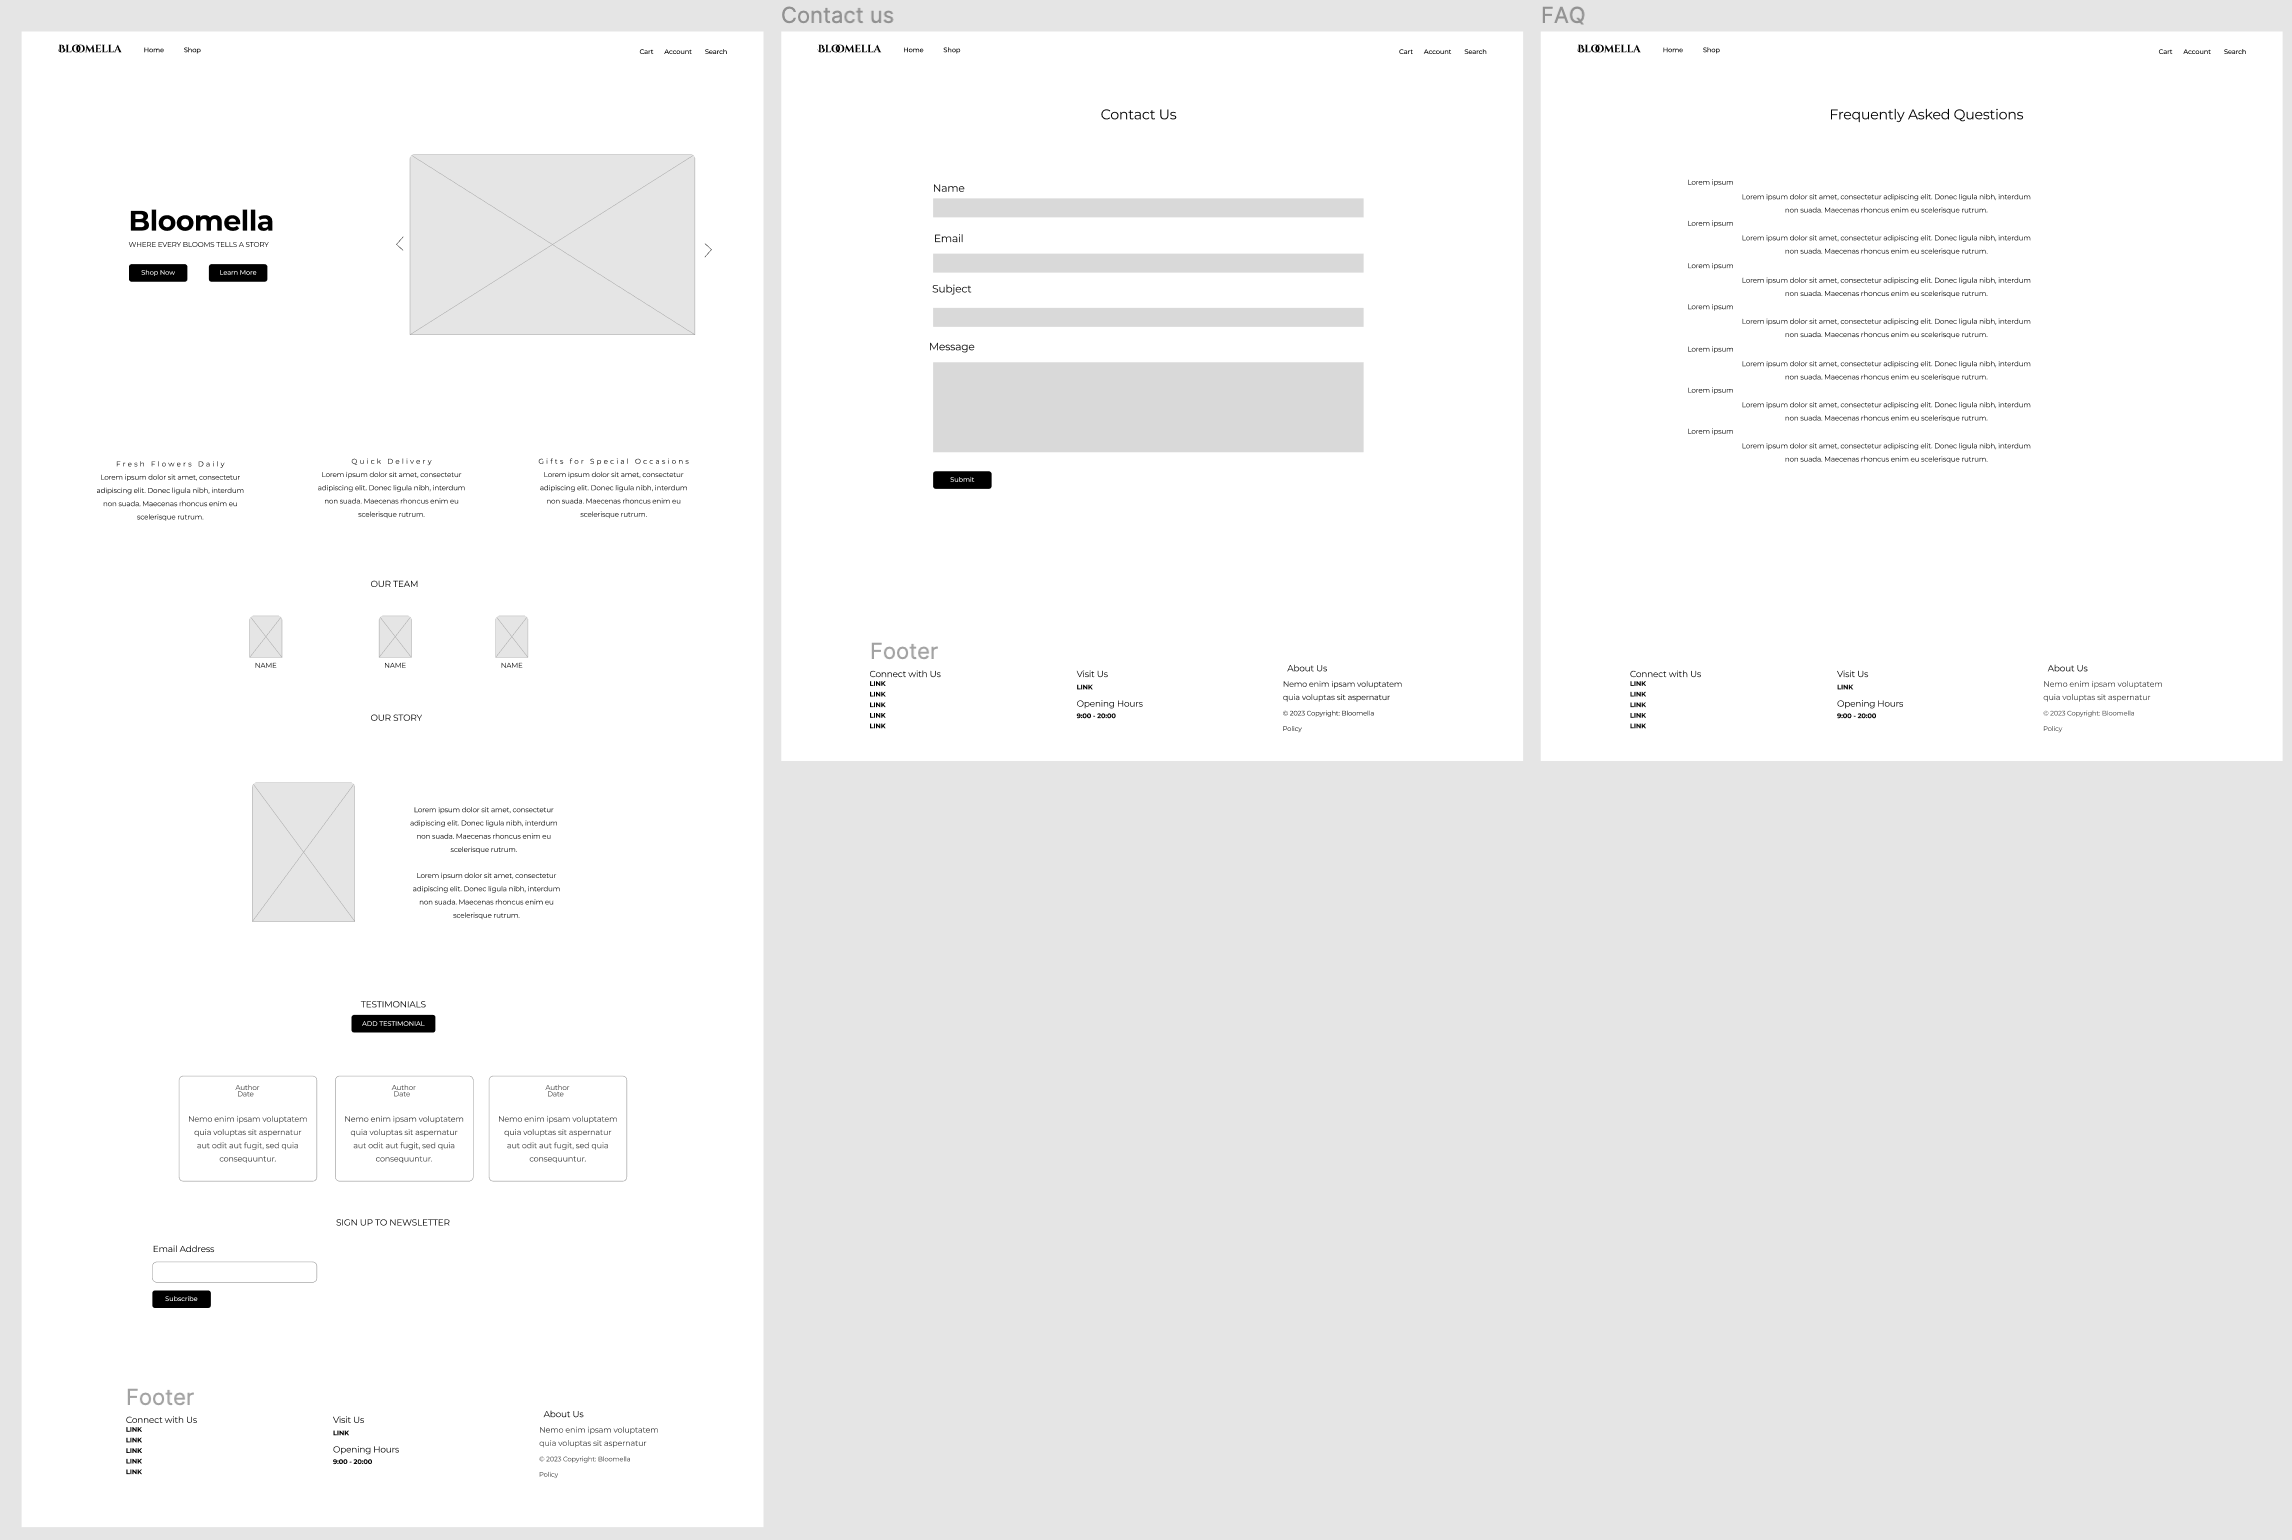 Contact us
FAQ
BLOOMELLA Home Shop Cart Account Search
Bloomella
WHERE EVERY BLOOMS TELLS A STORY
Shop Now Learn More
Fresh Flowers Daily
Lorem ipsum dolor sit amet, consectetur
adipiscing elit. Donec ligula nibh, interdum
non suada. Maecenas rhoncus enim eu
scelerisque rutrum.
Quick Delivery
Lorem ipsum dolor sit amet, consectetur
adipiscing elit. Donec ligula nibh, interdum
non suada. Maecenas rhoncus enim eu
scelerisque rutrum.
Gifts for Special Occasions
Lorem ipsum dolor sit amet, consectetur
adipiscing elit. Donec ligula nibh, interdum
non suada. Maecenas rhoncus enim eu
scelerisque rutrum.
OUR TEAM
NAME NAME NAME
OUR STORY
Lorem ipsum dolor sit amet, consectetur
adipiscing elit. Donec ligula nibh, interdum
non suada. Maecenas rhoncus enim eu
scelerisque rutrum.
Lorem ipsum dolor sit amet, consectetur
adipiscing elit. Donec ligula nibh, interdum
non suada. Maecenas rhoncus enim eu
scelerisque rutrum.
TESTIMONIALS
ADD TESTIMONIAL
Author
Date
Nemo enim ipsam voluptatem
quia voluptas sit aspernatur
aut odit aut fugit, sed quia
consequuntur.
Author
Date
Nemo enim ipsam voluptatem
quia voluptas sit aspernatur
aut odit aut fugit, sed quia
consequuntur.
Author
Date
Nemo enim ipsam voluptatem
quia voluptas sit aspernatur
aut odit aut fugit, sed quia
consequuntur.
SIGN UP TO NEWSLETTER
Email Address
Subscribe
Footer
Connect with Us
LINK
LINK
LINK
LINK
LINK
Visit Us
LINK
Opening Hours
9:00 - 20:00
About Us
Nemo enim ipsam voluptatem
quia voluptas sit aspernatur
© 2023 Copyright: Bloomella
Policy
BLOOMELLA Home Shop Cart Account Search
Contact Us
Name
Email
Subject
Message
Submit
Footer
Connect with Us
LINK
LINK
LINK
LINK
LINK
Visit Us
LINK
Opening Hours
9:00 - 20:00
About Us
Nemo enim ipsam voluptatem
quia voluptas sit aspernatur
© 2023 Copyright: Bloomella
Policy
BLOOMELLA Home Shop Cart Account Search
Frequently Asked Questions
Lorem ipsum
Lorem ipsum dolor sit amet, consectetur adipiscing elit. Donec ligula nibh, interdum
non suada. Maecenas rhoncus enim eu scelerisque rutrum.
Lorem ipsum
Lorem ipsum dolor sit amet, consectetur adipiscing elit. Donec ligula nibh, interdum
non suada. Maecenas rhoncus enim eu scelerisque rutrum.
Lorem ipsum
Lorem ipsum dolor sit amet, consectetur adipiscing elit. Donec ligula nibh, interdum
non suada. Maecenas rhoncus enim eu scelerisque rutrum.
Lorem ipsum
Lorem ipsum dolor sit amet, consectetur adipiscing elit. Donec ligula nibh, interdum
non suada. Maecenas rhoncus enim eu scelerisque rutrum.
Lorem ipsum
Lorem ipsum dolor sit amet, consectetur adipiscing elit. Donec ligula nibh, interdum
non suada. Maecenas rhoncus enim eu scelerisque rutrum.
Lorem ipsum
Lorem ipsum dolor sit amet, consectetur adipiscing elit. Donec ligula nibh, interdum
non suada. Maecenas rhoncus enim eu scelerisque rutrum.
Lorem ipsum
Lorem ipsum dolor sit amet, consectetur adipiscing elit. Donec ligula nibh, interdum
non suada. Maecenas rhoncus enim eu scelerisque rutrum.
Connect with Us
LINK
LINK
LINK
LINK
LINK
Visit Us
LINK
Opening Hours
9:00 - 20:00
About Us
Nemo enim ipsam voluptatem
quia voluptas sit aspernatur
© 2023 Copyright: Bloomella
Policy